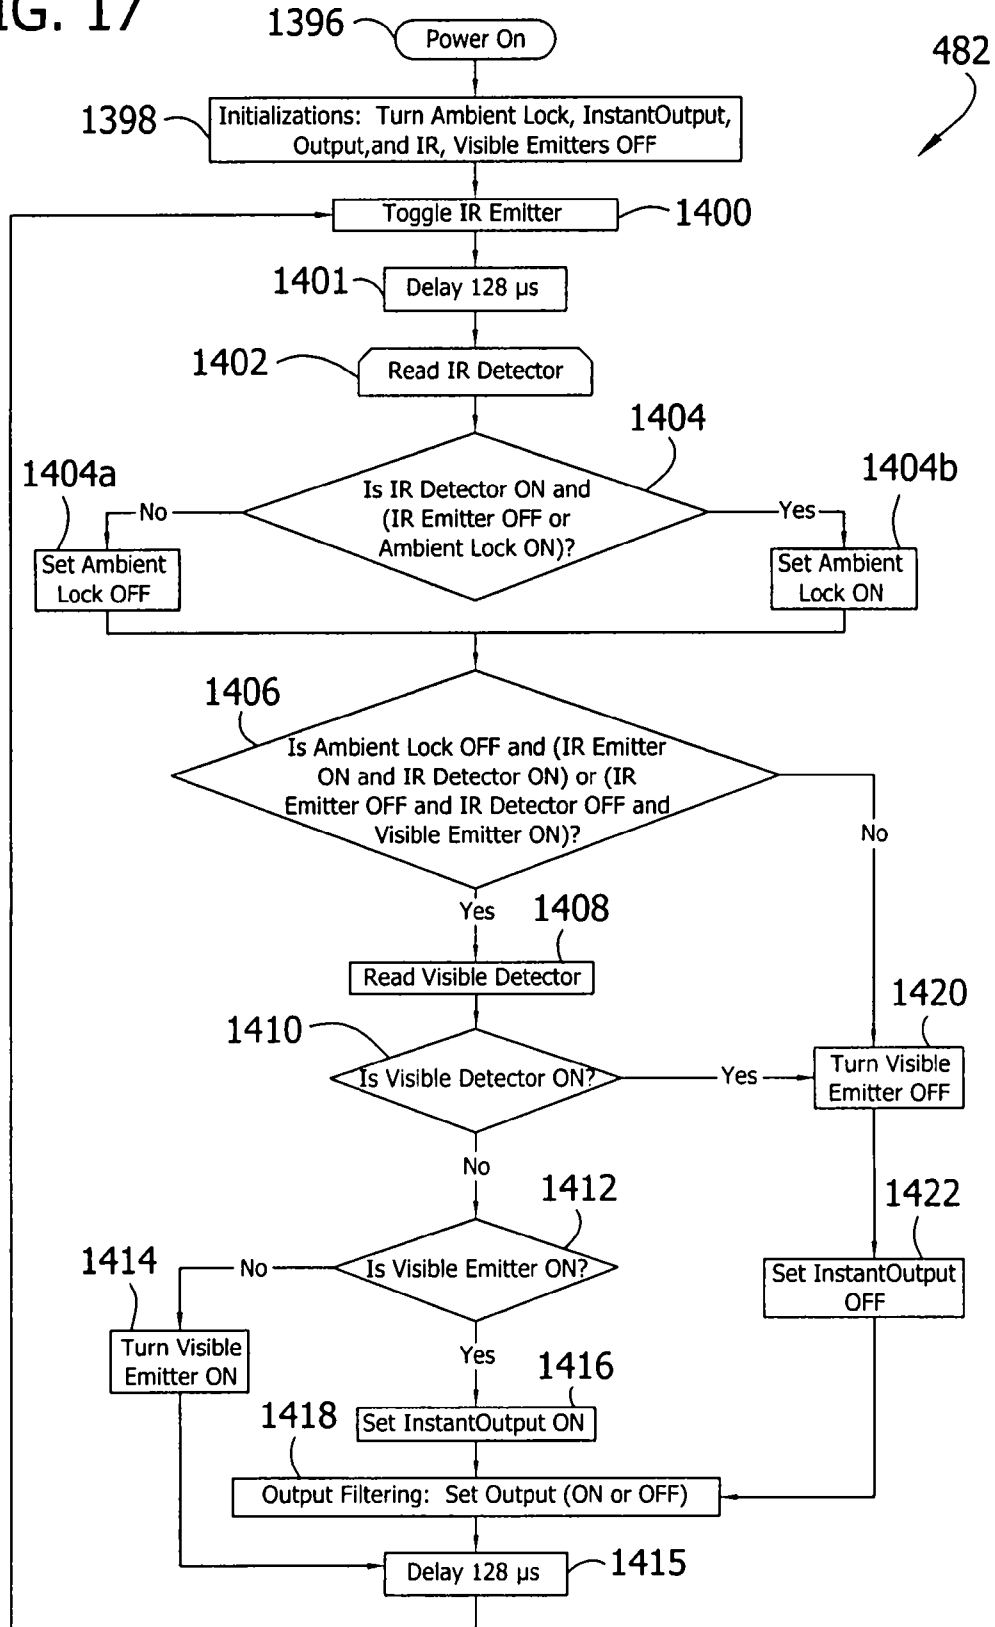 FIG. 17
1396
Power On
482
1398
Initializations: Turn Ambient Lock, InstantOutput,
Output,and IR, Visible Emitters OFF
Toggle IR Emitter
1400
1401
Delay 128 µs
1402
Read IR Detector
1404
1404a
1404b
Is IR Detector ON and
(IR Emitter OFF or
Ambient Lock ON)?
No
Yes
Set Ambient
Lock OFF
Set Ambient
Lock ON
1406
Is Ambient Lock OFF and (IR Emitter
ON and IR Detector ON) or (IR
Emitter OFF and IR Detector OFF and
Visible Emitter ON)?
No
Yes
1408
Read Visible Detector
1420
1410
Is Visible Detector ON?
Yes
Turn Visible
Emitter OFF
No
1412
1422
1414
No
Is Visible Emitter ON?
Set InstantOutput
OFF
Turn Visible
Emitter ON
Yes
1416
Set InstantOutput ON
1418
Output Filtering: Set Output (ON or OFF)
Delay 128 µs
1415